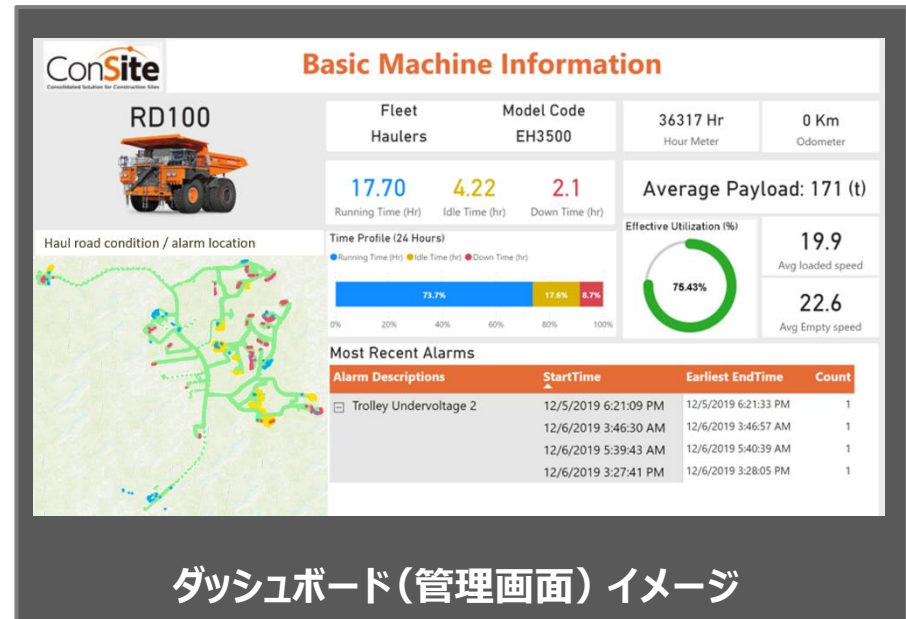 ConSite
Consolidated Solution for Construction Sites
Basic Machine Information
RD100
Fleet
Haulers
Model Code
EH3500
36317 Hr
Hour Meter
0 Km
Odometer
17.70
Running Time (Hr)
4.22
Idle Time (hr)
2.1
Down Time (hr)
Average Payload: 171 (t)
Haul road condition / alarm location
Time Profile (24 Hours)
Running Time (Hr) Idle Time (hr) Down Time (hr)
73.7% 17.6% 8.7%
0% 20% 40% 60% 80% 100%
Effective Utilization (%)
75.43%
19.9
Avg loaded speed
22.6
Avg Empty speed
Most Recent Alarms
Alarm Descriptions StartTime Earliest EndTime Count
Trolley Undervoltage 2 12/5/2019 6:21:09 PM 12/5/2019 6:21:33 PM 1
12/6/2019 3:46:30 AM 12/6/2019 3:46:57 AM 1
12/6/2019 5:39:43 AM 12/6/2019 5:40:39 AM 1
12/6/2019 3:27:41 PM 12/6/2019 3:28:05 PM 1
ダッシュボード(管理画面) イメージ